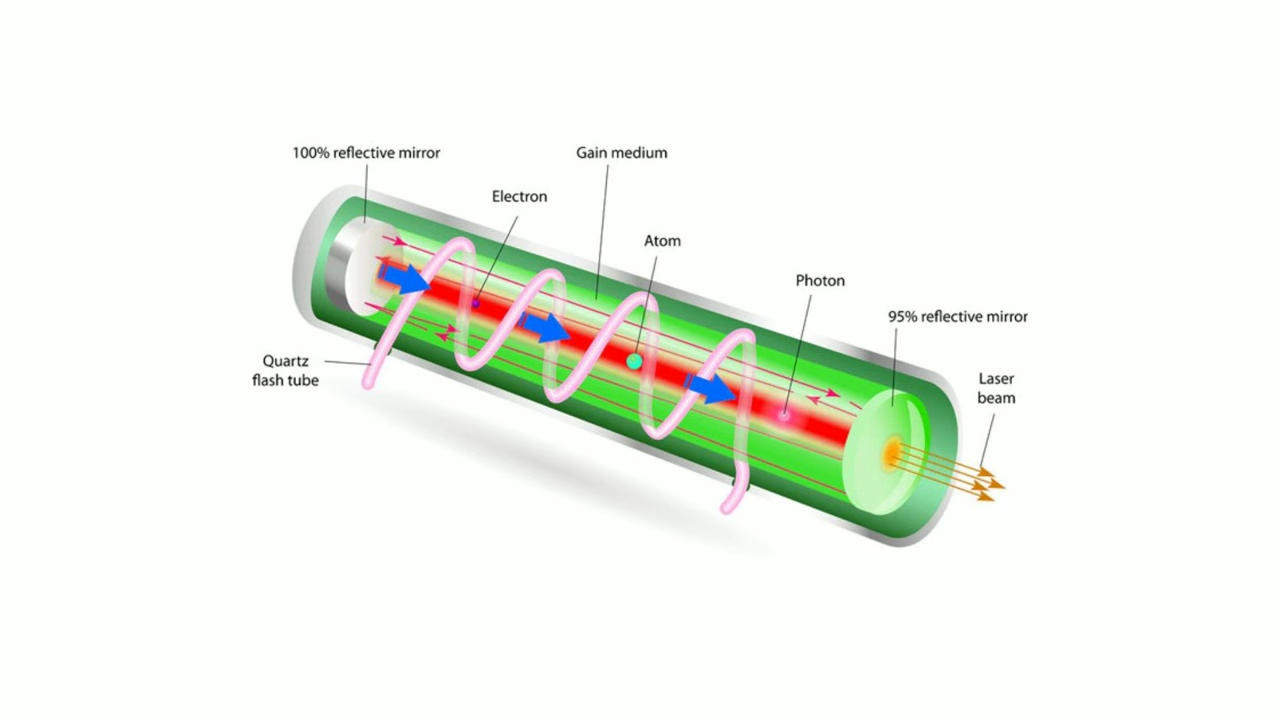 100% reflective mirror
Gain medium
Electron
Atom
Photon
95% reflective mirror
Quartz
flash tube
Laser
beam